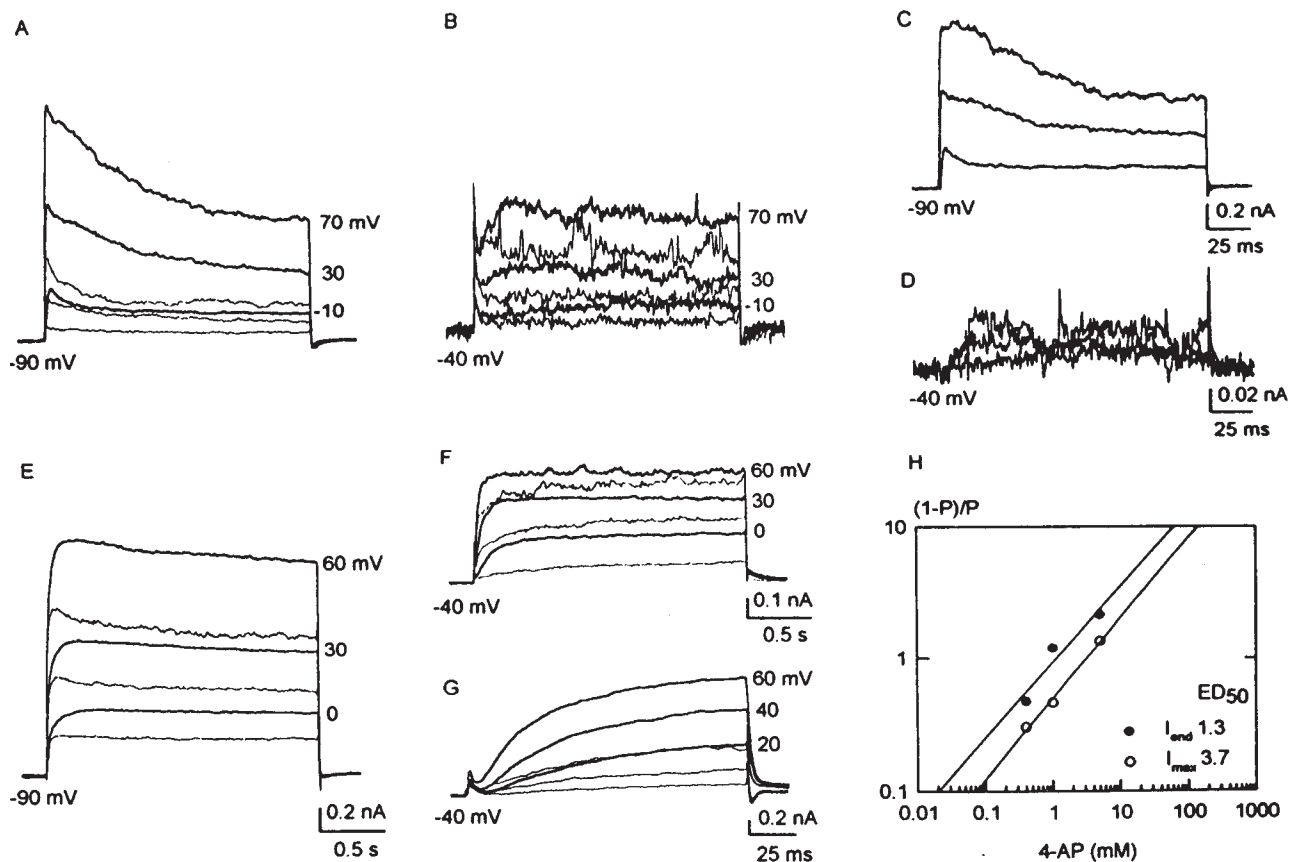 A
70 mV
30
-10
-90 mV
B
70 mV
30
-10
-40 mV
C
-90 mV
0.2 nA
25 ms
D
-40 mV
0.02 nA
25 ms
E
60 mV
30
0
-90 mV
0.2 nA
0.5 s
F
60 mV
30
0
-40 mV
0.1 nA
0.5 s
G
60 mV
40
20
-40 mV
0.2 nA
25 ms
H
(1-P)/P
10
1
0.1
ED50
● Iend 1.3
○ Imax 3.7
0.01 0.1 1 10 100 1000
4-AP (mM)